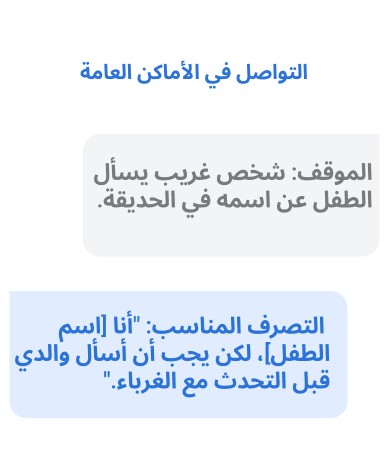 التواصل في الأماكن العامة
الموقف: شخص غريب يسأل
الطفل عن اسمه في الحديقة.
التصرف المناسب: "أنا [اسم
الطفل]، لكن يجب أن أسأل والدي
قبل التحدث مع الغرباء."